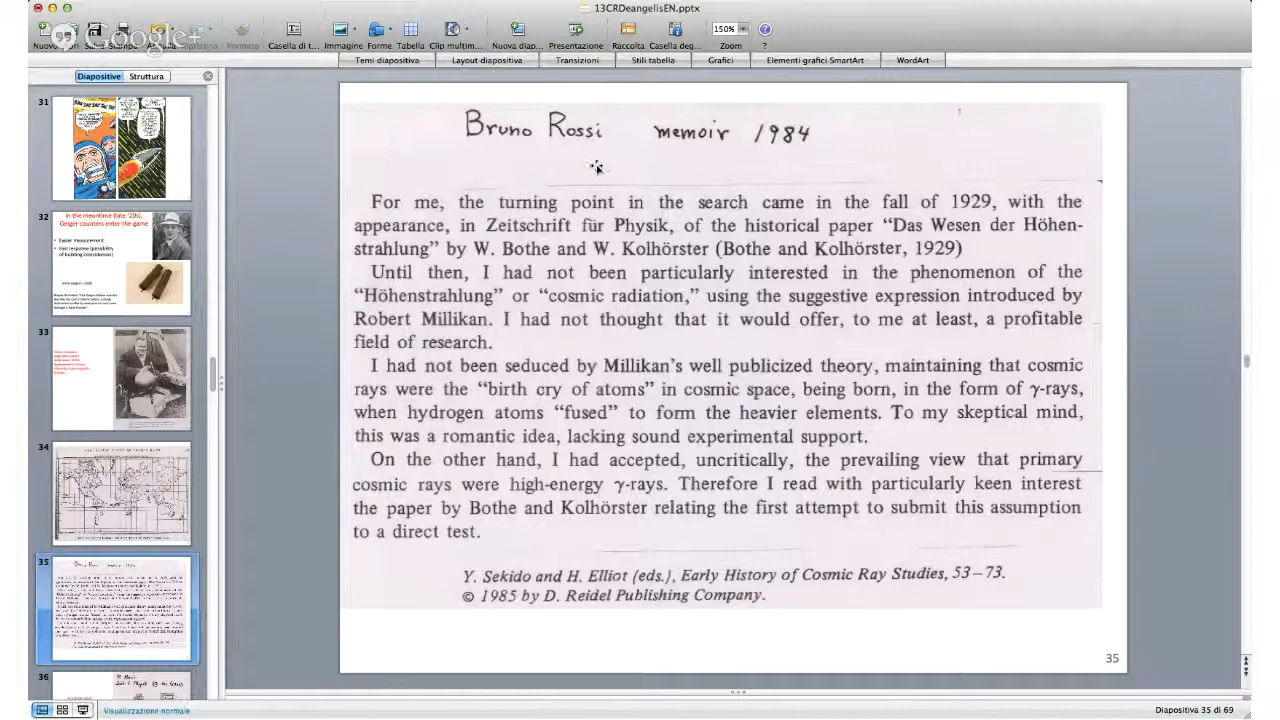 13CRDeangelisEN.pptx
Google+
Casella di t... Immagine Forme Tabella Clip multim... Nuova diap... Presentazione Raccolta Casella deg... Zoom ?
150%
Temi diapositiva Layout diapositiva Transizioni Stili tabella Grafici Elementi grafici SmartArt WordArt
Diapositive Struttura
31
32
In the meantime (late '20s),
Geiger counters enter the game
• Easier measurement
• Fast response (possibility
of building coincidences)
33
34
35
36
Bruno Rossi memoir 1984
For me, the turning point in the search came in the fall of 1929, with the
appearance, in Zeitschrift für Physik, of the historical paper “Das Wesen der Höhen-
strahlung” by W. Bothe and W. Kolhörster (Bothe and Kolhörster, 1929)
Until then, I had not been particularly interested in the phenomenon of the
“Höhenstrahlung” or “cosmic radiation,” using the suggestive expression introduced by
Robert Millikan. I had not thought that it would offer, to me at least, a profitable
field of research.
I had not been seduced by Millikan’s well publicized theory, maintaining that cosmic
rays were the “birth cry of atoms” in cosmic space, being born, in the form of γ-rays,
when hydrogen atoms “fused” to form the heavier elements. To my skeptical mind,
this was a romantic idea, lacking sound experimental support.
On the other hand, I had accepted, uncritically, the prevailing view that primary
cosmic rays were high-energy γ-rays. Therefore I read with particularly keen interest
the paper by Bothe and Kolhörster relating the first attempt to submit this assumption
to a direct test.
Y. Sekido and H. Elliot (eds.), Early History of Cosmic Ray Studies, 53–73.
© 1985 by D. Reidel Publishing Company.
35
Visualizzazione normale
Diapositiva 35 di 69